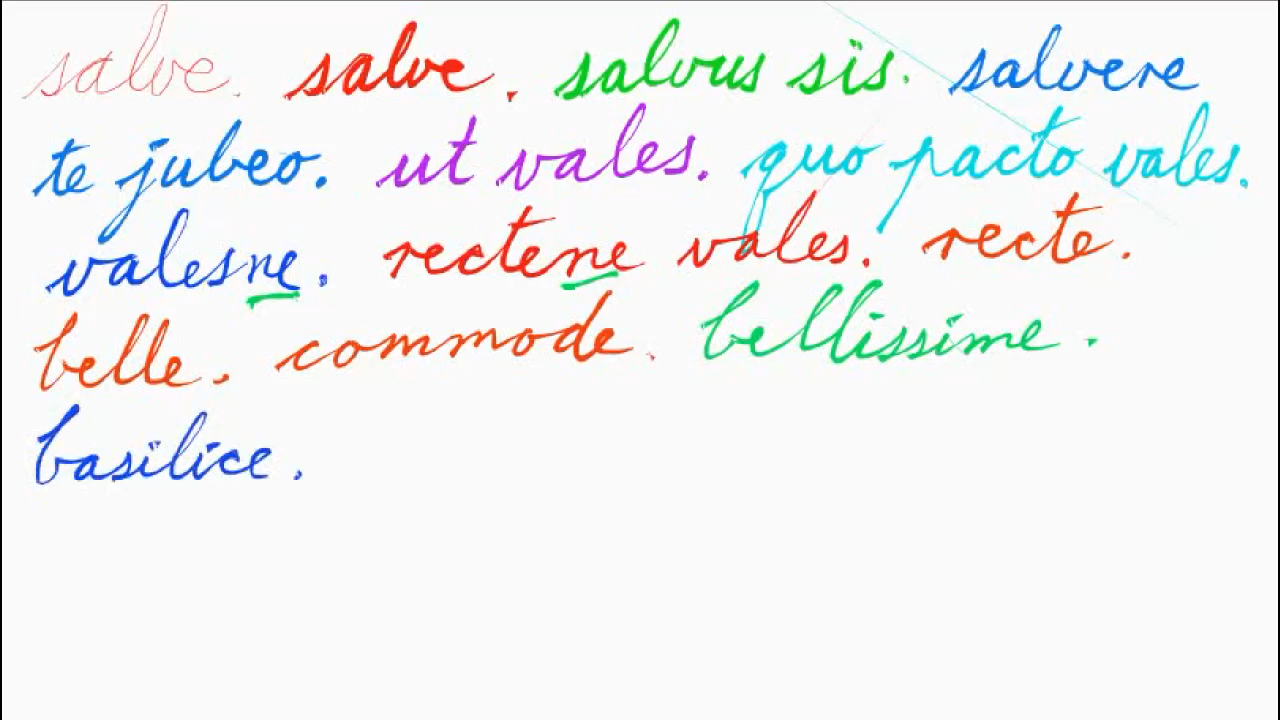 salve. salve. salvus sis. salvere
te jubeo. ut vales. quo pacto vales.
valesne. rectene vales. recte.
belle. commode. bellissime.
basilice.